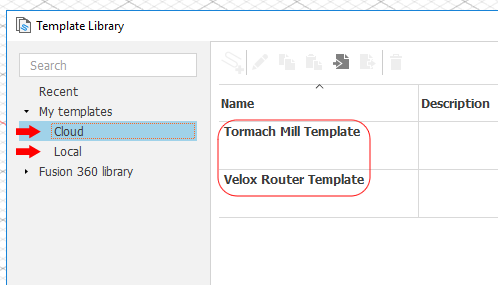 Template Library
Search
Recent
My templates
Cloud
Local
Fusion 360 library
Name
Description
Tormach Mill Template
Velox Router Template